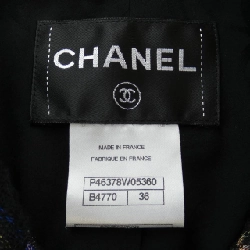 CHANEL
MADE IN FRANCE
FABRIQUE EN FRANCE
P46378W05360
B4770 36